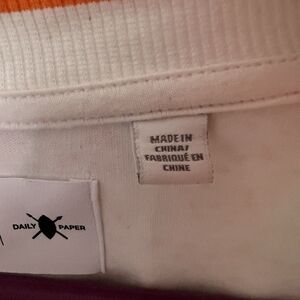 MADE IN
CHINA/
FABRIQUÉ EN
CHINE
DAILY PAPER